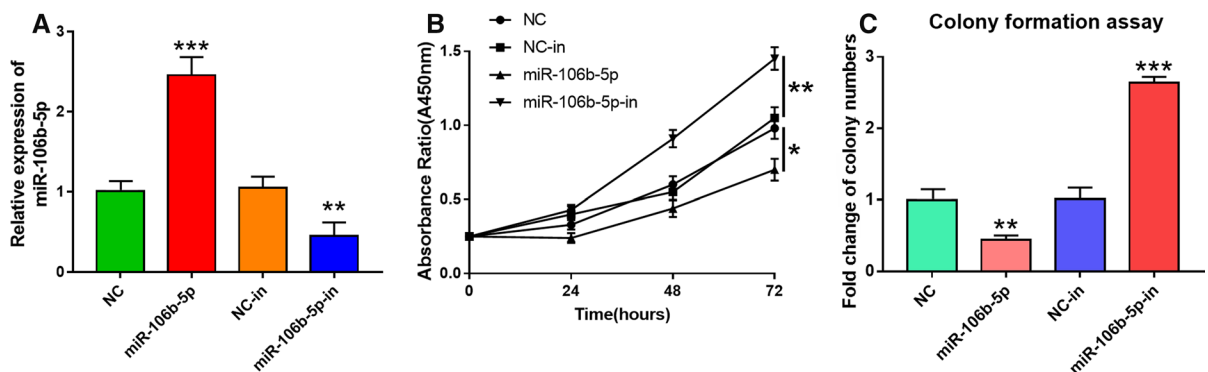 A
Relative expression of
miR-106b-5p
3
2
1
0
***
**
NC
miR-106b-5p
NC-in
miR-106b-5p-in
B
NC
NC-in
miR-106b-5p
miR-106b-5p-in
Absorbance Ratio(A450nm)
1.5
1.0
0.5
0.0
**
*
0 24 48 72
Time(hours)
C
Colony formation assay
Fold change of colony numbers
3
2
1
0
**
***
NC
miR-106b-5p
NC-in
miR-106b-5p-in